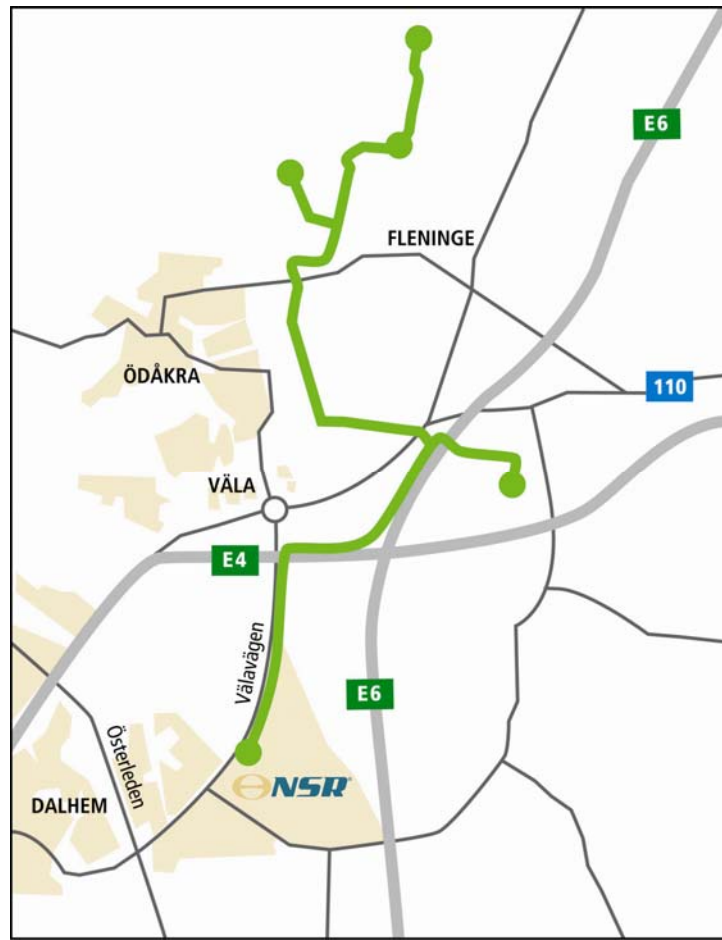 E6
FLENINGE
ÖDÅKRA
110
VÄLA
E4
Välavägen
E6
Österleden
NSR®
DALHEM